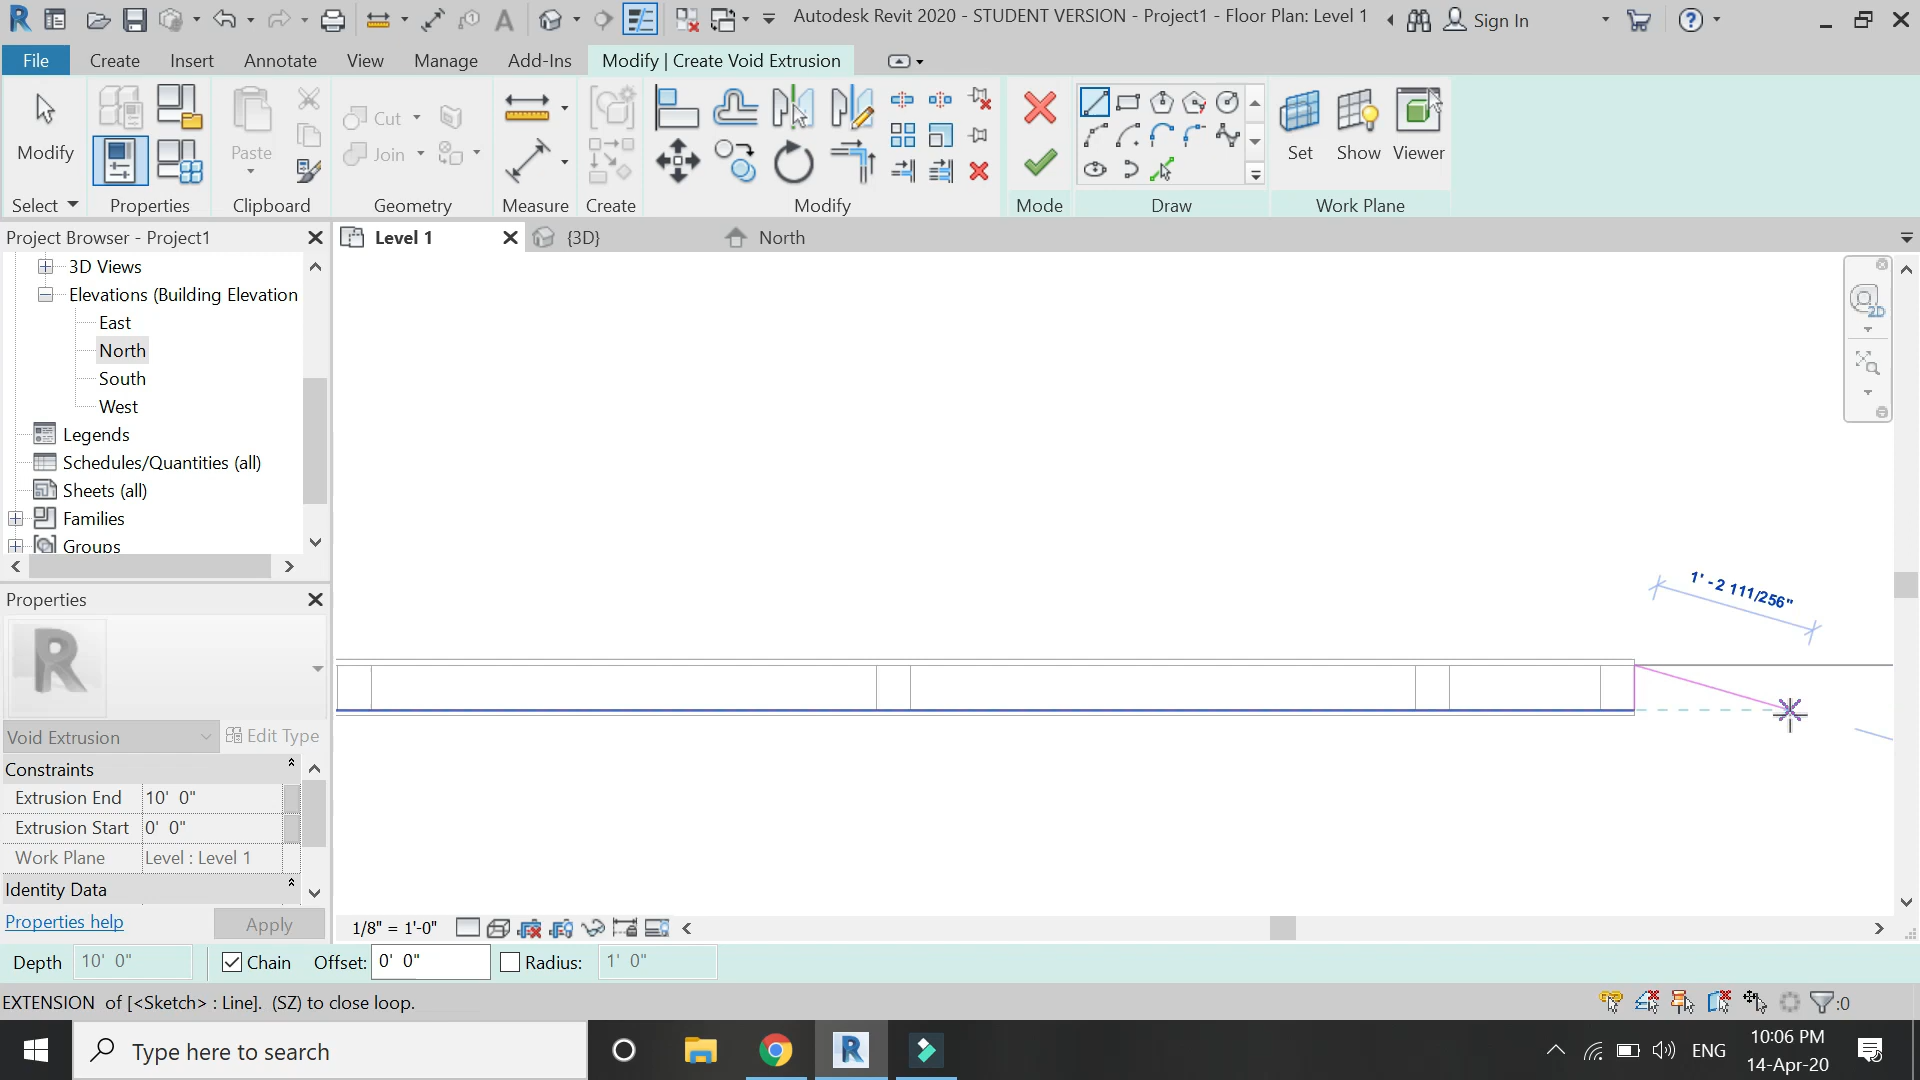 Autodesk Revit 2020 - STUDENT VERSION - Project1 - Floor Plan: Level 1
Sign In
File
Create
Insert
Annotate
View
Manage
Add-Ins
Modify | Create Void Extrusion
Modify
Paste
Cut
Join
Set
Show
Viewer
Select
Properties
Clipboard
Geometry
Measure
Create
Modify
Mode
Draw
Work Plane
Project Browser - Project1
Level 1
{3D}
North
3D Views
Elevations (Building Elevation
East
North
South
West
Legends
Schedules/Quantities (all)
Sheets (all)
Families
Groups
2D
1' - 2 111/256"
Properties
Void Extrusion
Edit Type
Constraints
Extrusion End 10' 0"
Extrusion Start 0' 0"
Work Plane Level : Level 1
Identity Data
Properties help
Apply
1/8" = 1'-0"
Depth 10' 0"
Chain
Offset: 0' 0"
Radius: 1' 0"
EXTENSION of [<Sketch> : Line]. (SZ) to close loop.
:0
Type here to search
ENG
10:06 PM
14-Apr-20